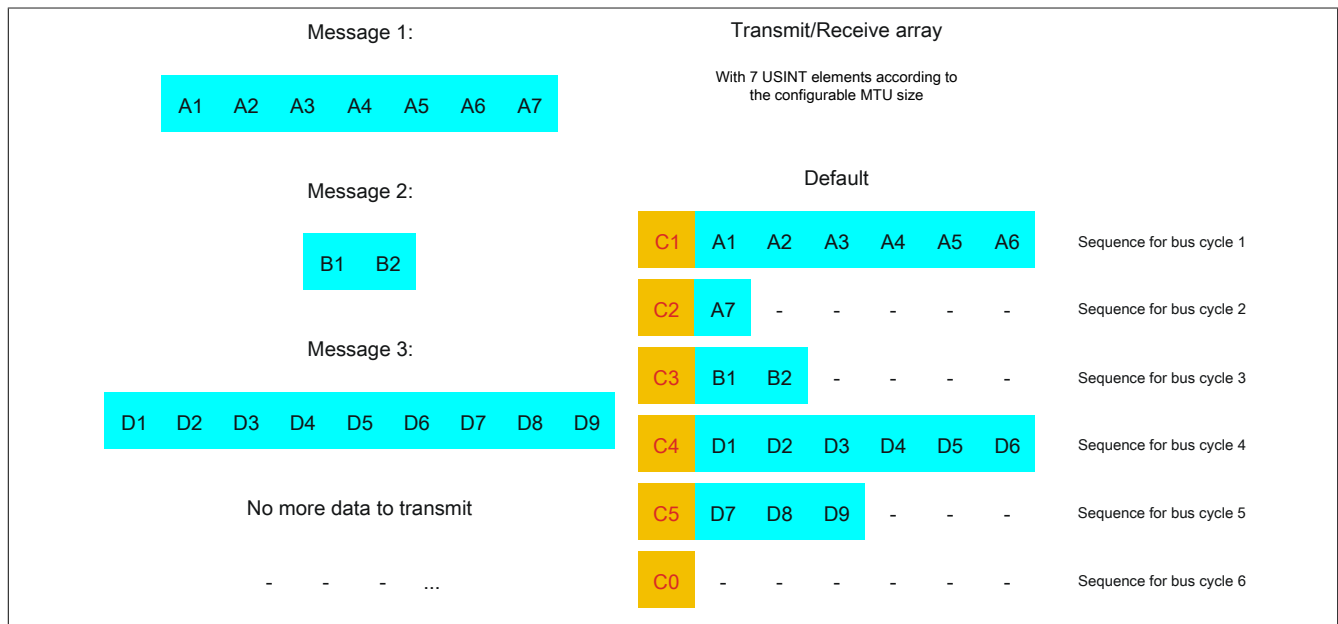 Message 1:
A1 A2 A3 A4 A5 A6 A7
Message 2:
B1 B2
Message 3:
D1 D2 D3 D4 D5 D6 D7 D8 D9
No more data to transmit
- - - ...
Transmit/Receive array
With 7 USINT elements according to
the configurable MTU size
Default
C1 A1 A2 A3 A4 A5 A6 Sequence for bus cycle 1
C2 A7 - - - - - Sequence for bus cycle 2
C3 B1 B2 - - - - Sequence for bus cycle 3
C4 D1 D2 D3 D4 D5 D6 Sequence for bus cycle 4
C5 D7 D8 D9 - - - Sequence for bus cycle 5
C0 - - - - - - Sequence for bus cycle 6